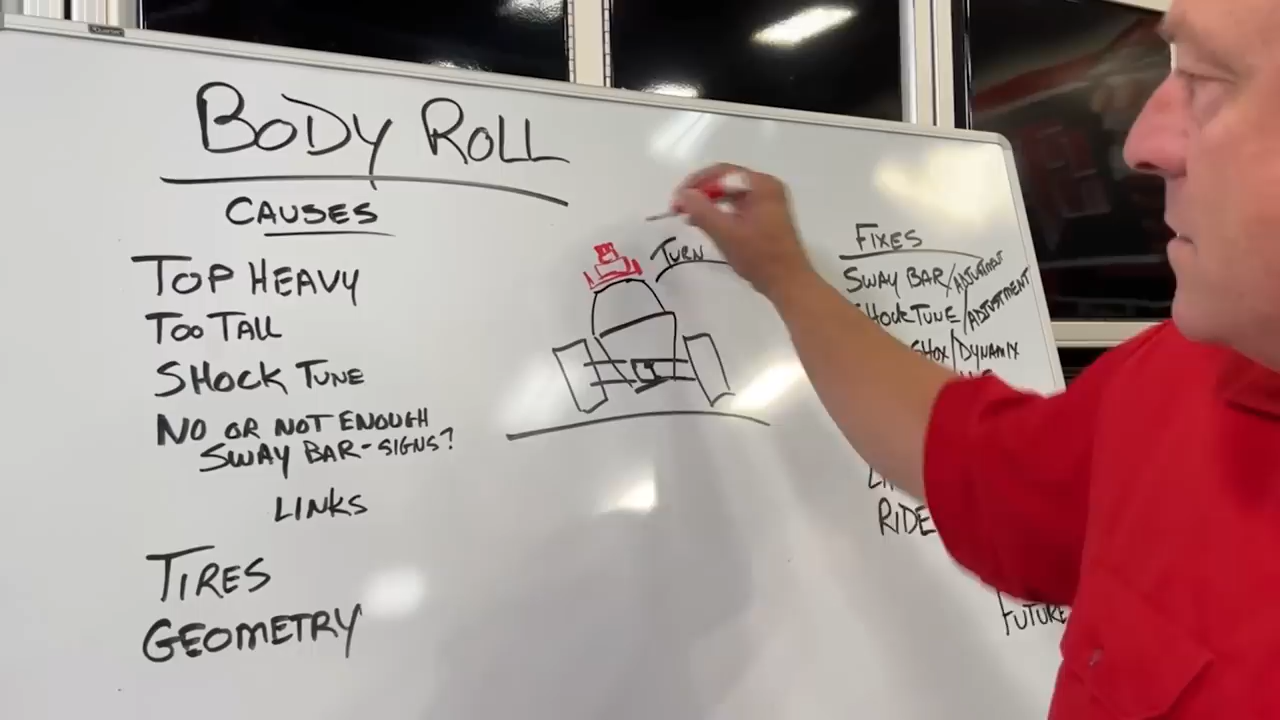 BODY ROLL
CAUSES
TOP HEAVY
TOO TALL
SHOCK TUNE
NO OR NOT ENOUGH
SWAY BAR-SIGNS?
LINKS
TIRES
GEOMETRY
TURN
FIXES
SWAY BAR/ADJUSTMENT
SHOCK TUNE/ADJUSTMENT
SHOX/DYNAMIX
RIDE
FUTURE